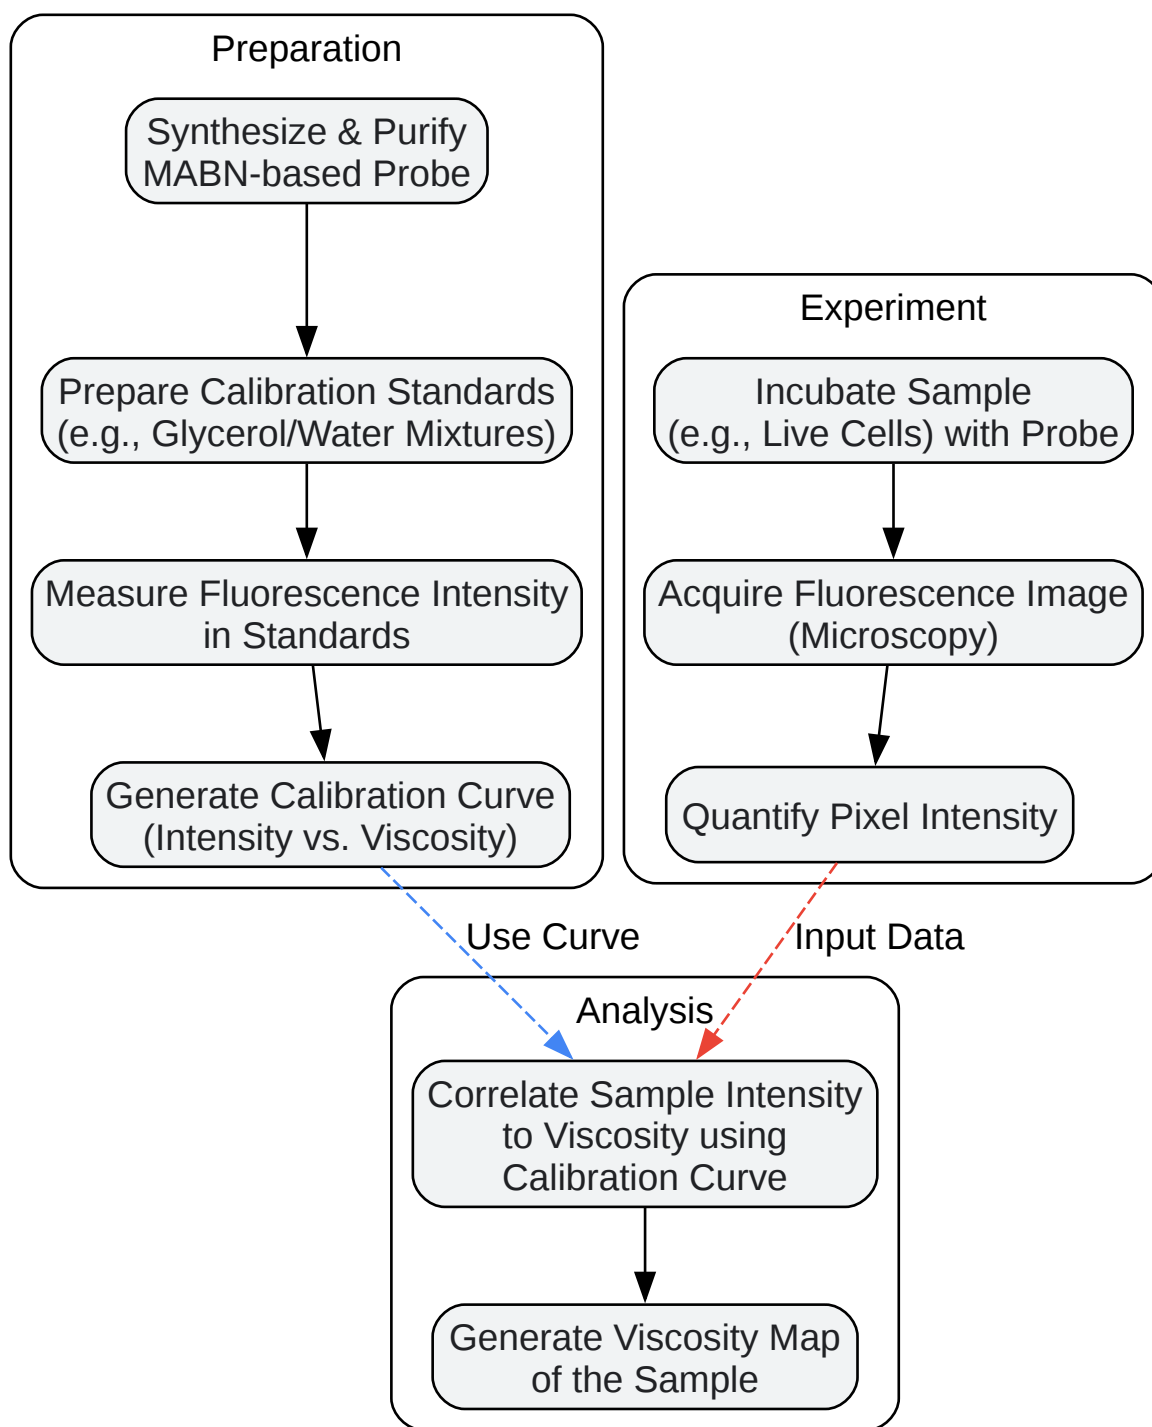 Preparation
Synthesize & Purify
MABN-based Probe
Prepare Calibration Standards
(e.g., Glycerol/Water Mixtures)
Measure Fluorescence Intensity
in Standards
Generate Calibration Curve
(Intensity vs. Viscosity)
Experiment
Incubate Sample
(e.g., Live Cells) with Probe
Acquire Fluorescence Image
(Microscopy)
Quantify Pixel Intensity
Use Curve
Input Data
Analysis
Correlate Sample Intensity
to Viscosity using
Calibration Curve
Generate Viscosity Map
of the Sample